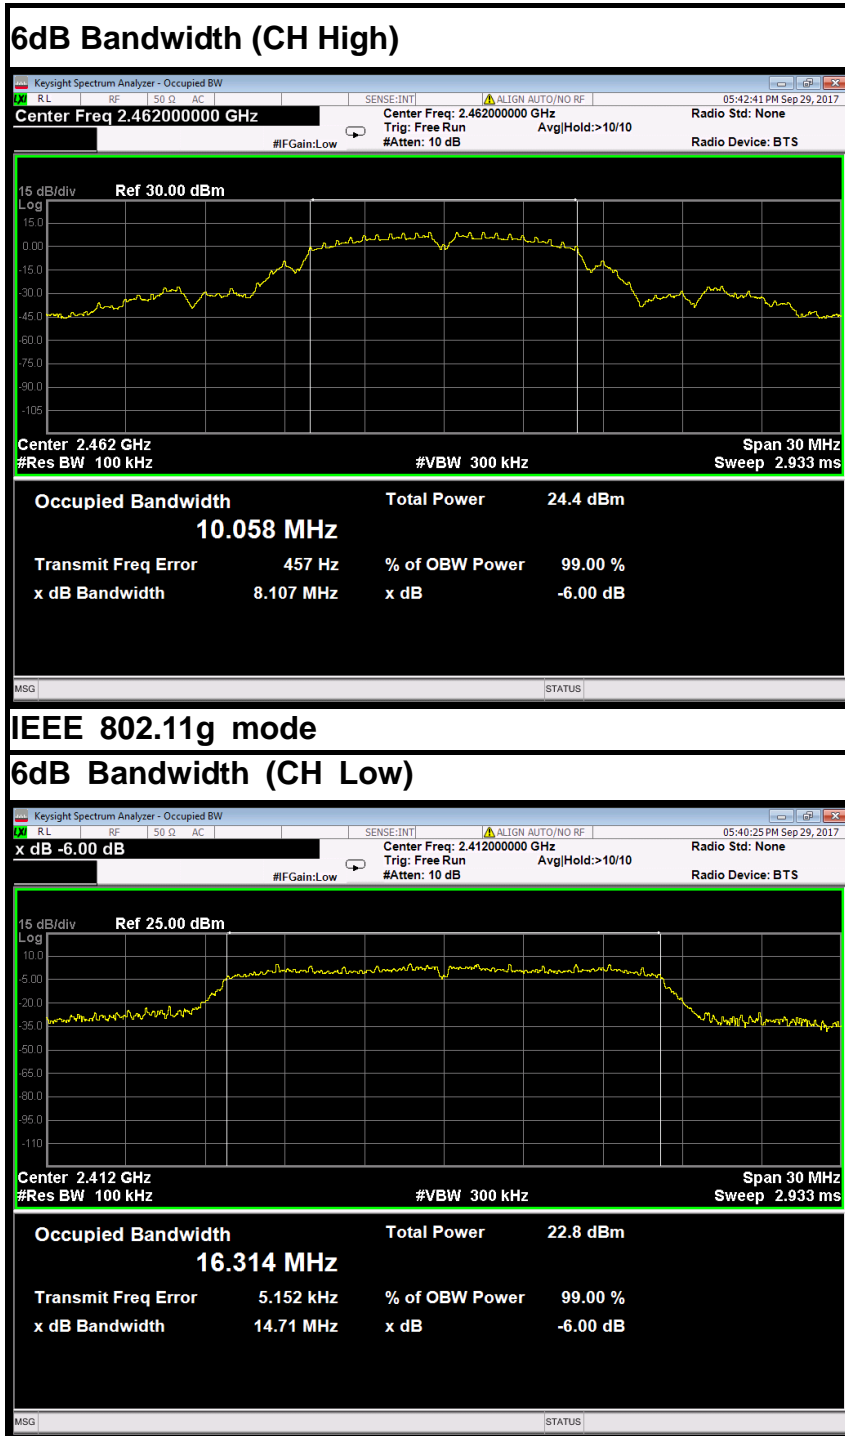 6dB Bandwidth (CH High)
Keysight Spectrum Analyzer - Occupied BW
LXI RL RF 50 Ω AC SENSE:INT ALIGN AUTO/NO RF 05:42:41 PM Sep 29, 2017
Center Freq 2.462000000 GHz Center Freq: 2.462000000 GHz Radio Std: None
Trig: Free Run Avg|Hold:>10/10
#IFGain:Low #Atten: 10 dB Radio Device: BTS
15 dB/div Ref 30.00 dBm
Log
15.0
0.00
-15.0
-30.0
-45.0
-60.0
-75.0
-90.0
-105
Center 2.462 GHz Span 30 MHz
#Res BW 100 kHz #VBW 300 kHz Sweep 2.933 ms
Occupied Bandwidth Total Power 24.4 dBm
10.058 MHz
Transmit Freq Error 457 Hz % of OBW Power 99.00 %
x dB Bandwidth 8.107 MHz x dB -6.00 dB
MSG STATUS
IEEE 802.11g mode
6dB Bandwidth (CH Low)
Keysight Spectrum Analyzer - Occupied BW
LXI RL RF 50 Ω AC SENSE:INT ALIGN AUTO/NO RF 05:40:25 PM Sep 29, 2017
x dB -6.00 dB Center Freq: 2.412000000 GHz Radio Std: None
Trig: Free Run Avg|Hold:>10/10
#IFGain:Low #Atten: 10 dB Radio Device: BTS
15 dB/div Ref 25.00 dBm
Log
10.0
-5.00
-20.0
-35.0
-50.0
-65.0
-80.0
-95.0
-110
Center 2.412 GHz Span 30 MHz
#Res BW 100 kHz #VBW 300 kHz Sweep 2.933 ms
Occupied Bandwidth Total Power 22.8 dBm
16.314 MHz
Transmit Freq Error 5.152 kHz % of OBW Power 99.00 %
x dB Bandwidth 14.71 MHz x dB -6.00 dB
MSG STATUS